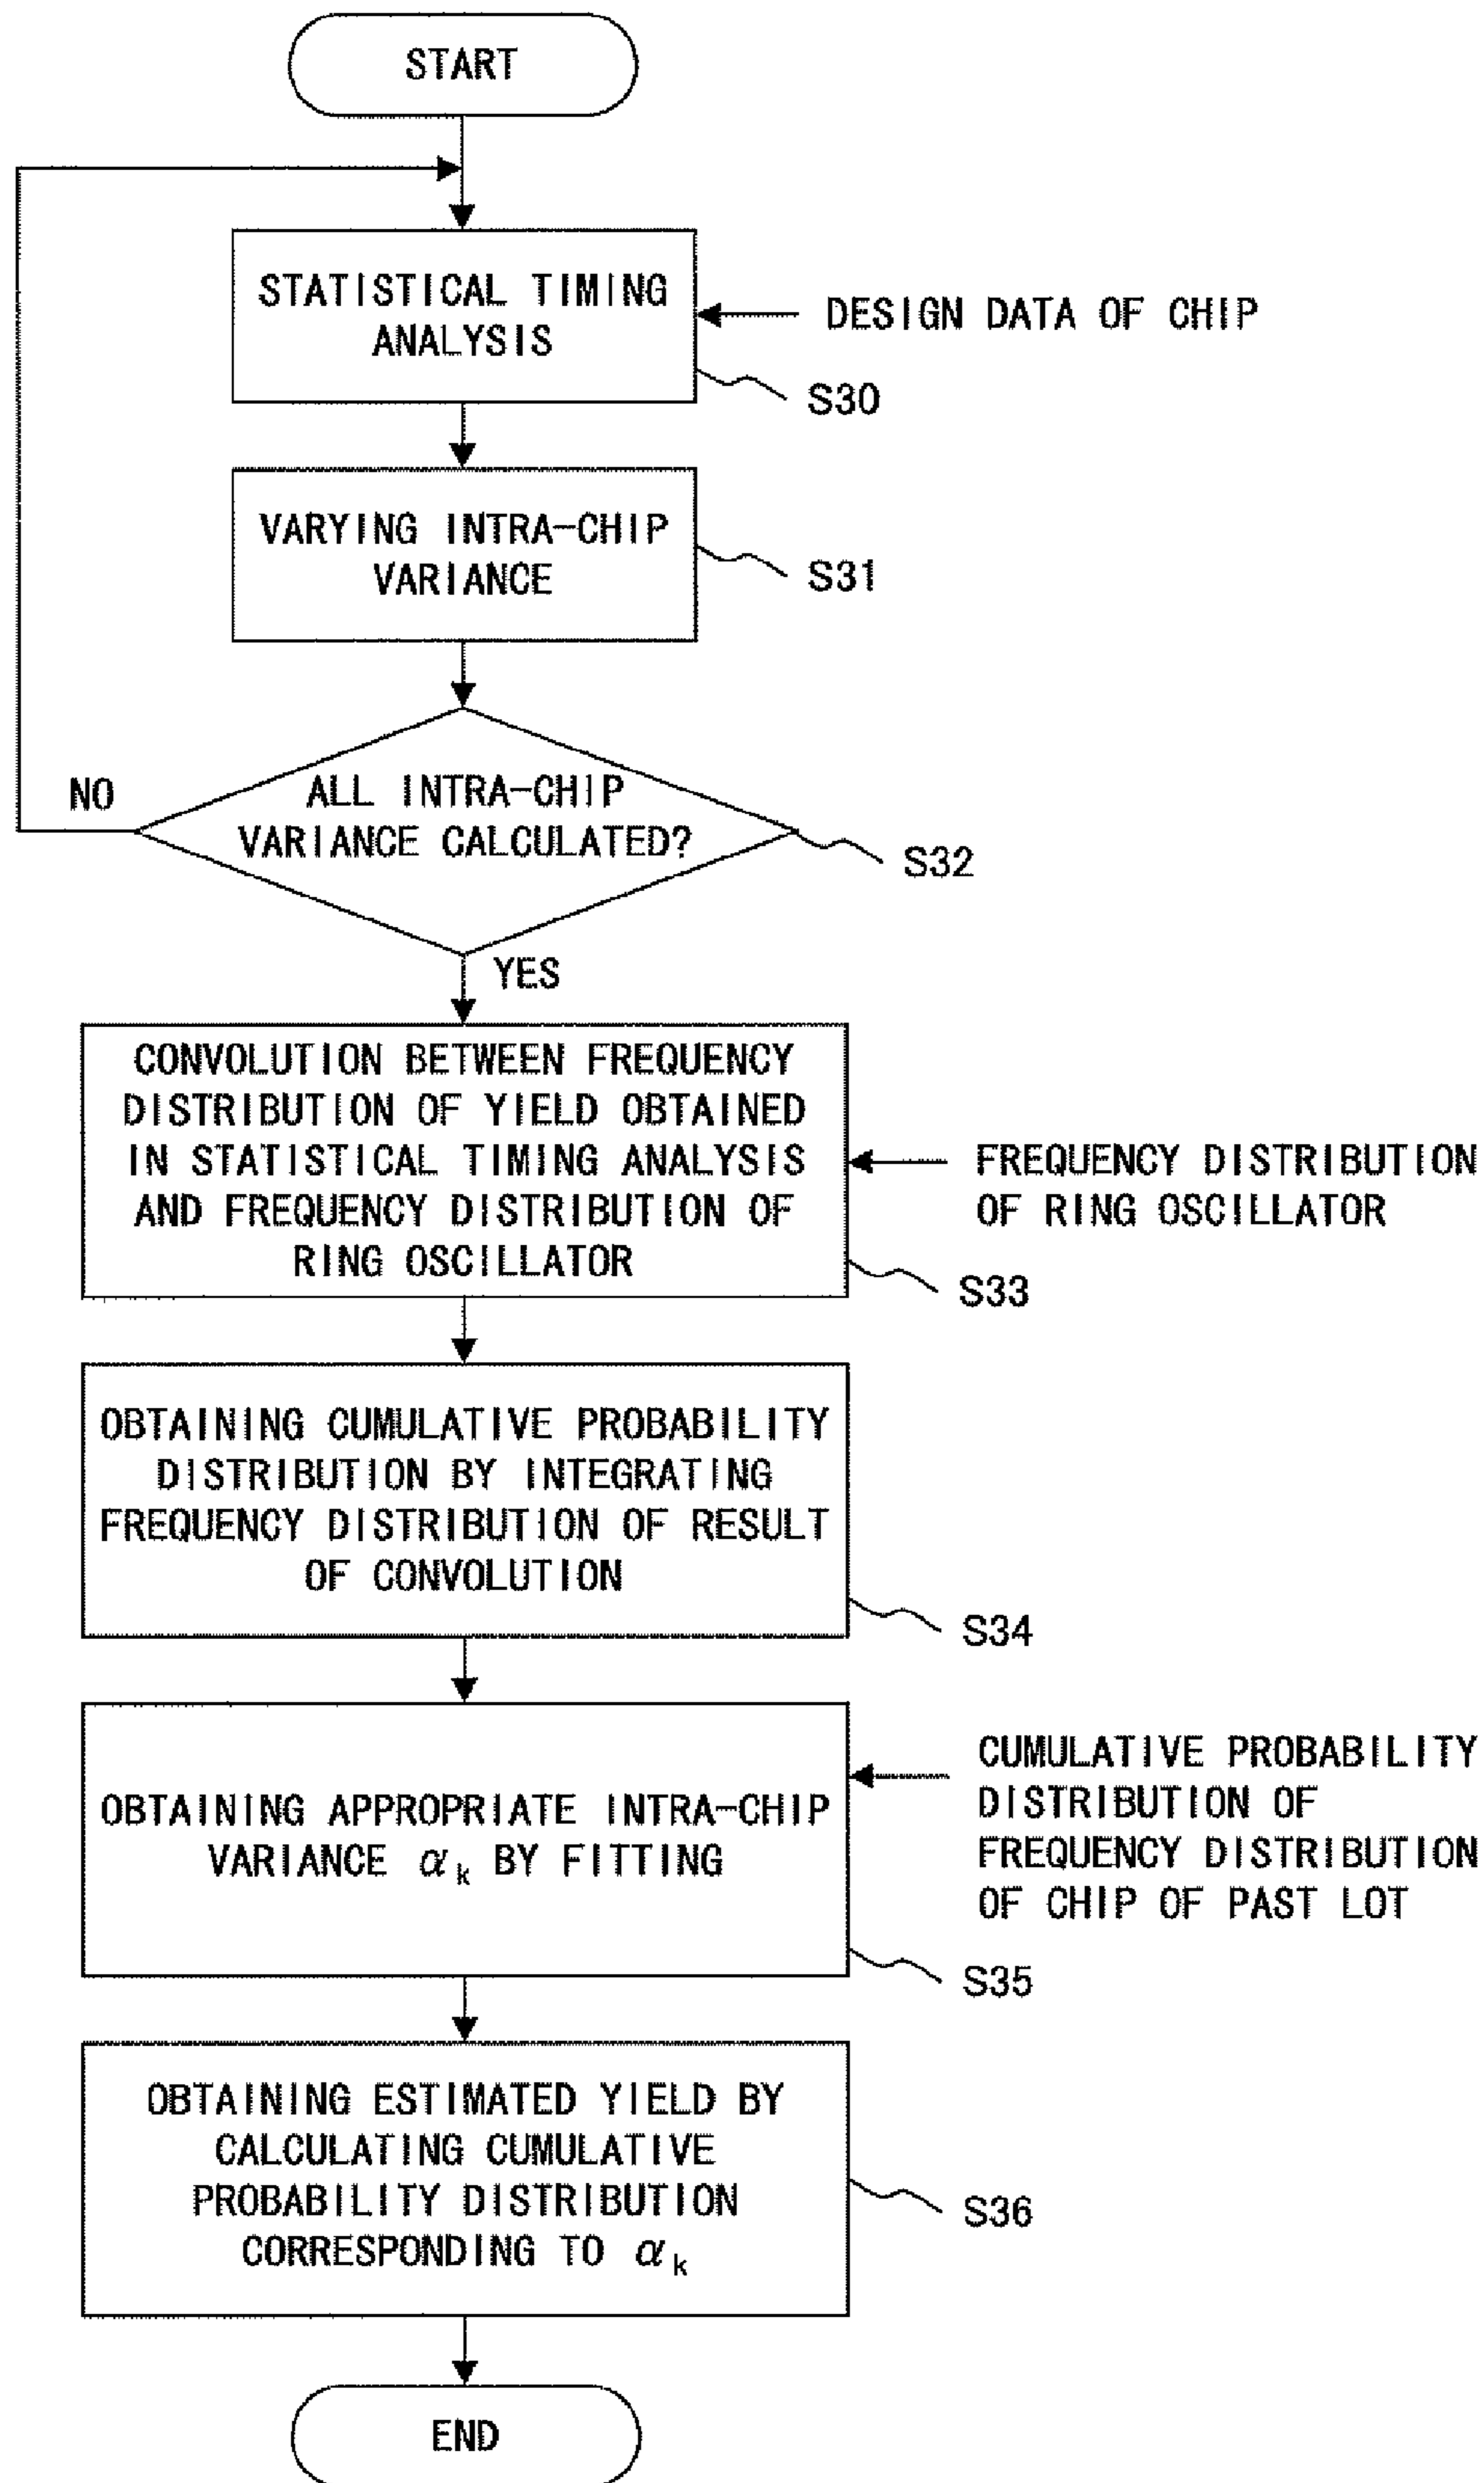 START
STATISTICAL TIMING
ANALYSIS
DESIGN DATA OF CHIP
S30
VARYING INTRA-CHIP
VARIANCE
S31
NO
ALL INTRA-CHIP
VARIANCE CALCULATED?
S32
YES
CONVOLUTION BETWEEN FREQUENCY
DISTRIBUTION OF YIELD OBTAINED
IN STATISTICAL TIMING ANALYSIS
AND FREQUENCY DISTRIBUTION OF
RING OSCILLATOR
FREQUENCY DISTRIBUTION
OF RING OSCILLATOR
S33
OBTAINING CUMULATIVE PROBABILITY
DISTRIBUTION BY INTEGRATING
FREQUENCY DISTRIBUTION OF RESULT
OF CONVOLUTION
S34
OBTAINING APPROPRIATE INTRA-CHIP
VARIANCE αk BY FITTING
CUMULATIVE PROBABILITY
DISTRIBUTION OF
FREQUENCY DISTRIBUTION
OF CHIP OF PAST LOT
S35
OBTAINING ESTIMATED YIELD BY
CALCULATING CUMULATIVE
PROBABILITY DISTRIBUTION
CORRESPONDING TO αk
S36
END